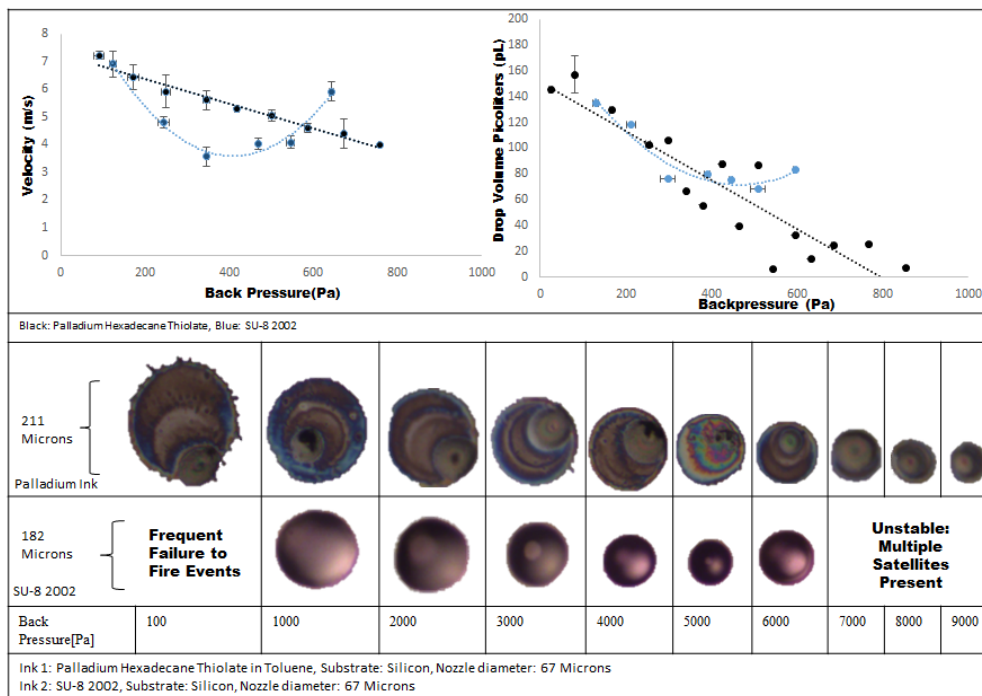 8
7
6
5
4
3
2
1
0
Velocity (m/s)
0 200 400 600 800 1000
Back Pressure(Pa)
200
180
160
140
120
100
80
60
40
20
0
Drop Volume Picoliters (pL)
0 200 400 600 800 1000
Backpressure (Pa)
Black: Palladium Hexadecane Thiolate, Blue: SU-8 2002
211
Microns
Palladium Ink
182
Microns
SU-8 2002
Frequent
Failure to
Fire Events
Unstable:
Multiple
Satellites
Present
Back
Pressure[Pa]
100 1000 2000 3000 4000 5000 6000 7000 8000 9000
Ink 1: Palladium Hexadecane Thiolate in Toluene, Substrate: Silicon, Nozzle diameter: 67 Microns
Ink 2: SU-8 2002, Substrate: Silicon, Nozzle diameter: 67 Microns